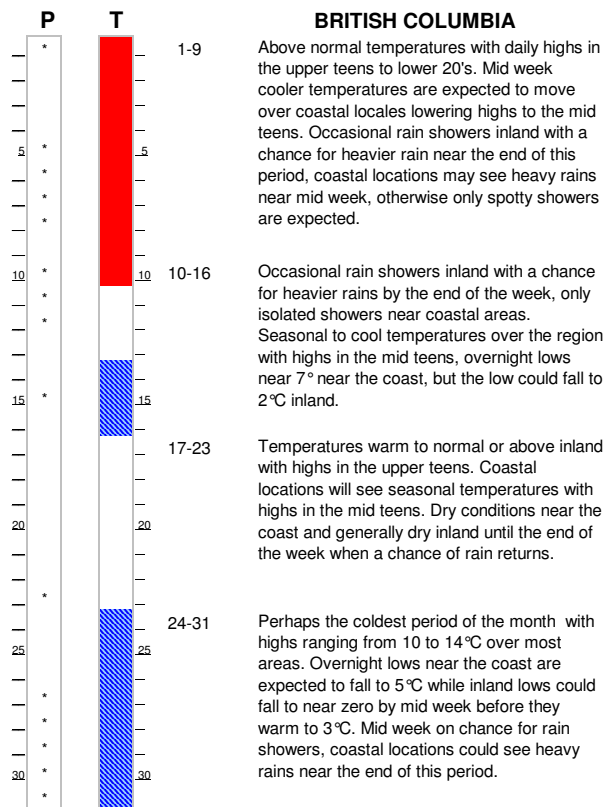 P T BRITISH COLUMBIA
1-9 Above normal temperatures with daily highs in
the upper teens to lower 20's. Mid week
cooler temperatures are expected to move
over coastal locales lowering highs to the mid
teens. Occasional rain showers inland with a
chance for heavier rain near the end of this
period, coastal locations may see heavy rains
near mid week, otherwise only spotty showers
are expected.
5 5
10 10
10-16 Occasional rain showers inland with a chance
for heavier rains by the end of the week, only
isolated showers near coastal areas.
Seasonal to cool temperatures over the region
with highs in the mid teens, overnight lows
near 7° near the coast, but the low could fall to
2°C inland.
15 15
17-23 Temperatures warm to normal or above inland
with highs in the upper teens. Coastal
locations will see seasonal temperatures with
highs in the mid teens. Dry conditions near the
coast and generally dry inland until the end of
the week when a chance of rain returns.
20 20
24-31 Perhaps the coldest period of the month with
highs ranging from 10 to 14°C over most
areas. Overnight lows near the coast are
expected to fall to 5°C while inland lows could
fall to near zero by mid week before they
warm to 3°C. Mid week on chance for rain
showers, coastal locations could see heavy
rains near the end of this period.
25 25
30 30